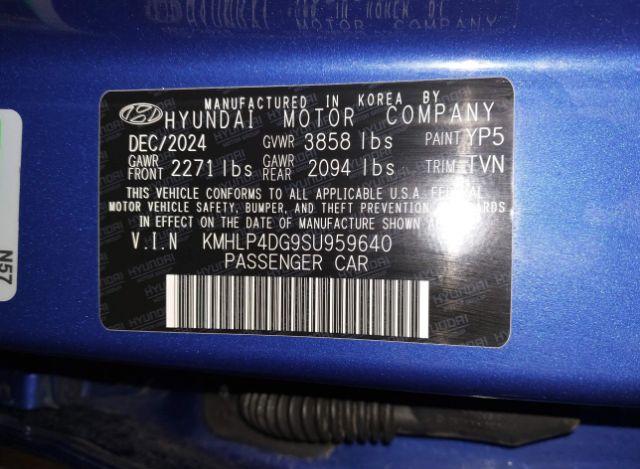 MANUFACTURED IN KOREA BY
HYUNDAI MOTOR COMPANY
DEC/2024 GVWR 3858 lbs PAINT YP5
GAWR FRONT 2271 lbs GAWR REAR 2094 lbs TRIM TVN
THIS VEHICLE CONFORMS TO ALL APPLICABLE U.S.A. FEDERAL
MOTOR VEHICLE SAFETY, BUMPER, AND THEFT PREVENTION STANDARDS
IN EFFECT ON THE DATE OF MANUFACTURE SHOWN ABOVE.
V.I.N KMHLP4DG9SU959640
PASSENGER CAR
N57